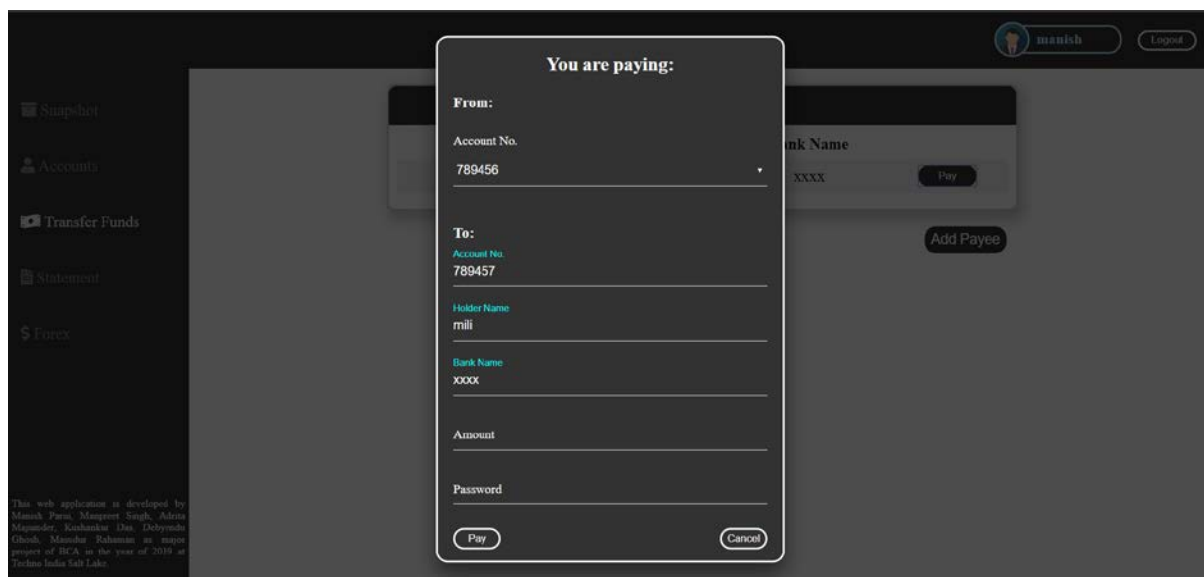 manish
Logout
Snapshot
Accounts
Transfer Funds
Statement
$ Forex
This web application is developed by
Manish Parui, Manpreet Singh, Adrita
Majumder, Kushankur Das, Debyendu
Ghosh, Mansdur Rahaman as major
project of BCA in the year of 2019 at
Techno India Salt Lake.
You are paying:
From:
Account No.
789456
To:
Account No.
789457
Holder Name
mili
Bank Name
xxxx
Amount
Password
Pay
Cancel
Name
xxxx
Pay
Add Payee